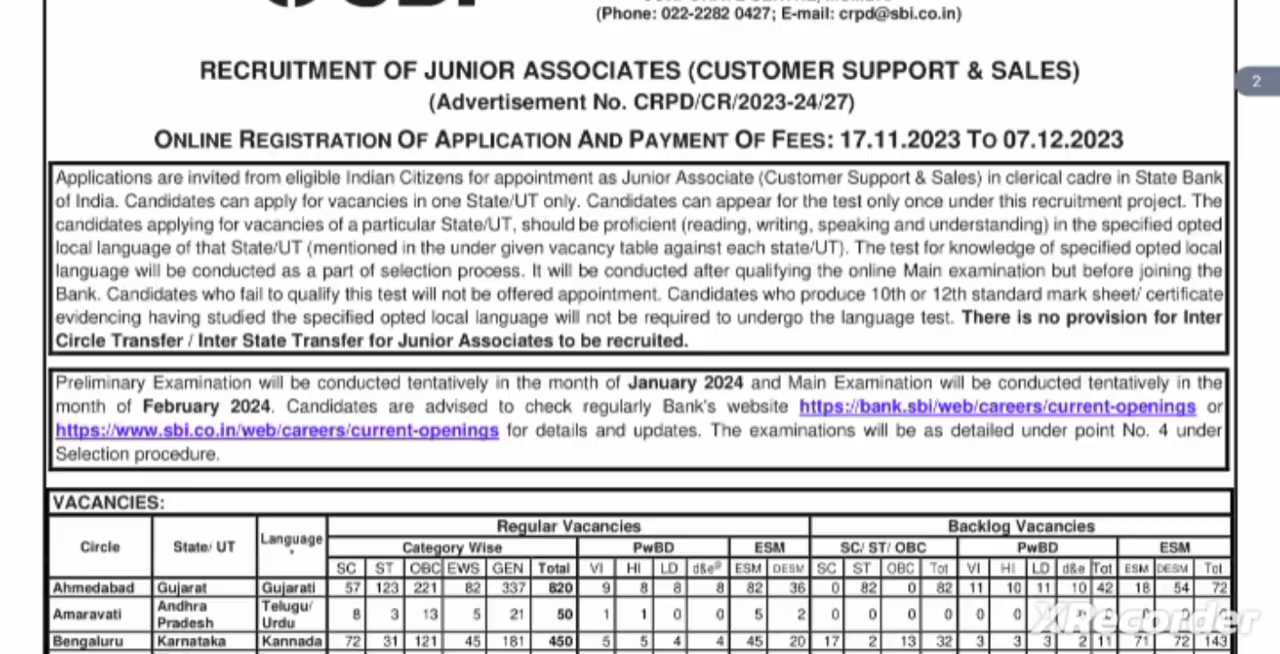 (Phone: 022-2282 0427; E-mail: crpd@sbi.co.in)
RECRUITMENT OF JUNIOR ASSOCIATES (CUSTOMER SUPPORT & SALES)
2
(Advertisement No. CRPD/CR/2023-24/27)
ONLINE REGISTRATION OF APPLICATION AND PAYMENT OF FEES: 17.11.2023 TO 07.12.2023
Applications are invited from eligible Indian Citizens for appointment as Junior Associate (Customer Support & Sales) in clerical cadre in State Bank
of India. Candidates can apply for vacancies in one State/UT only. Candidates can appear for the test only once under this recruitment project. The
candidates applying for vacancies of a particular State/UT, should be proficient (reading, writing, speaking and understanding) in the specified opted
local language of that State/UT (mentioned in the under given vacancy table against each state/UT). The test for knowledge of specified opted local
language will be conducted as a part of selection process. It will be conducted after qualifying the online Main examination but before joining the
Bank. Candidates who fail to qualify this test will not be offered appointment. Candidates who produce 10th or 12th standard mark sheet/ certificate
evidencing having studied the specified opted local language will not be required to undergo the language test. There is no provision for Inter
Circle Transfer / Inter State Transfer for Junior Associates to be recruited.
Preliminary Examination will be conducted tentatively in the month of January 2024 and Main Examination will be conducted tentatively in the
month of February 2024. Candidates are advised to check regularly Bank's website https://bank.sbi/web/careers/current-openings or
https://www.sbi.co.in/web/careers/current-openings for details and updates. The examinations will be as detailed under point No. 4 under
Selection procedure.
VACANCIES:
Circle State/ UT Language * Regular Vacancies Backlog Vacancies
Category Wise PwBD ESM SC/ ST/ OBC PwBD ESM
SC ST OBC EWS GEN Total VI HI LD d&e@ ESM DESM SC ST OBC Tot VI HI LD d&e Tot ESM DESM Tot
Ahmedabad Gujarat Gujarati 57 123 221 82 337 820 9 8 8 8 82 36 0 82 0 82 11 10 11 10 42 18 54 72
Amaravati Andhra Pradesh Telugu/ Urdu 8 3 13 5 21 50 1 1 0 0 5 2 0 0 0 0 0 0 0 0 0 0
Bengaluru Karnataka Kannada 72 31 121 45 181 450 5 5 4 4 45 20 17 2 13 32 3 3 3 2 11 71 72 143
XRecorder